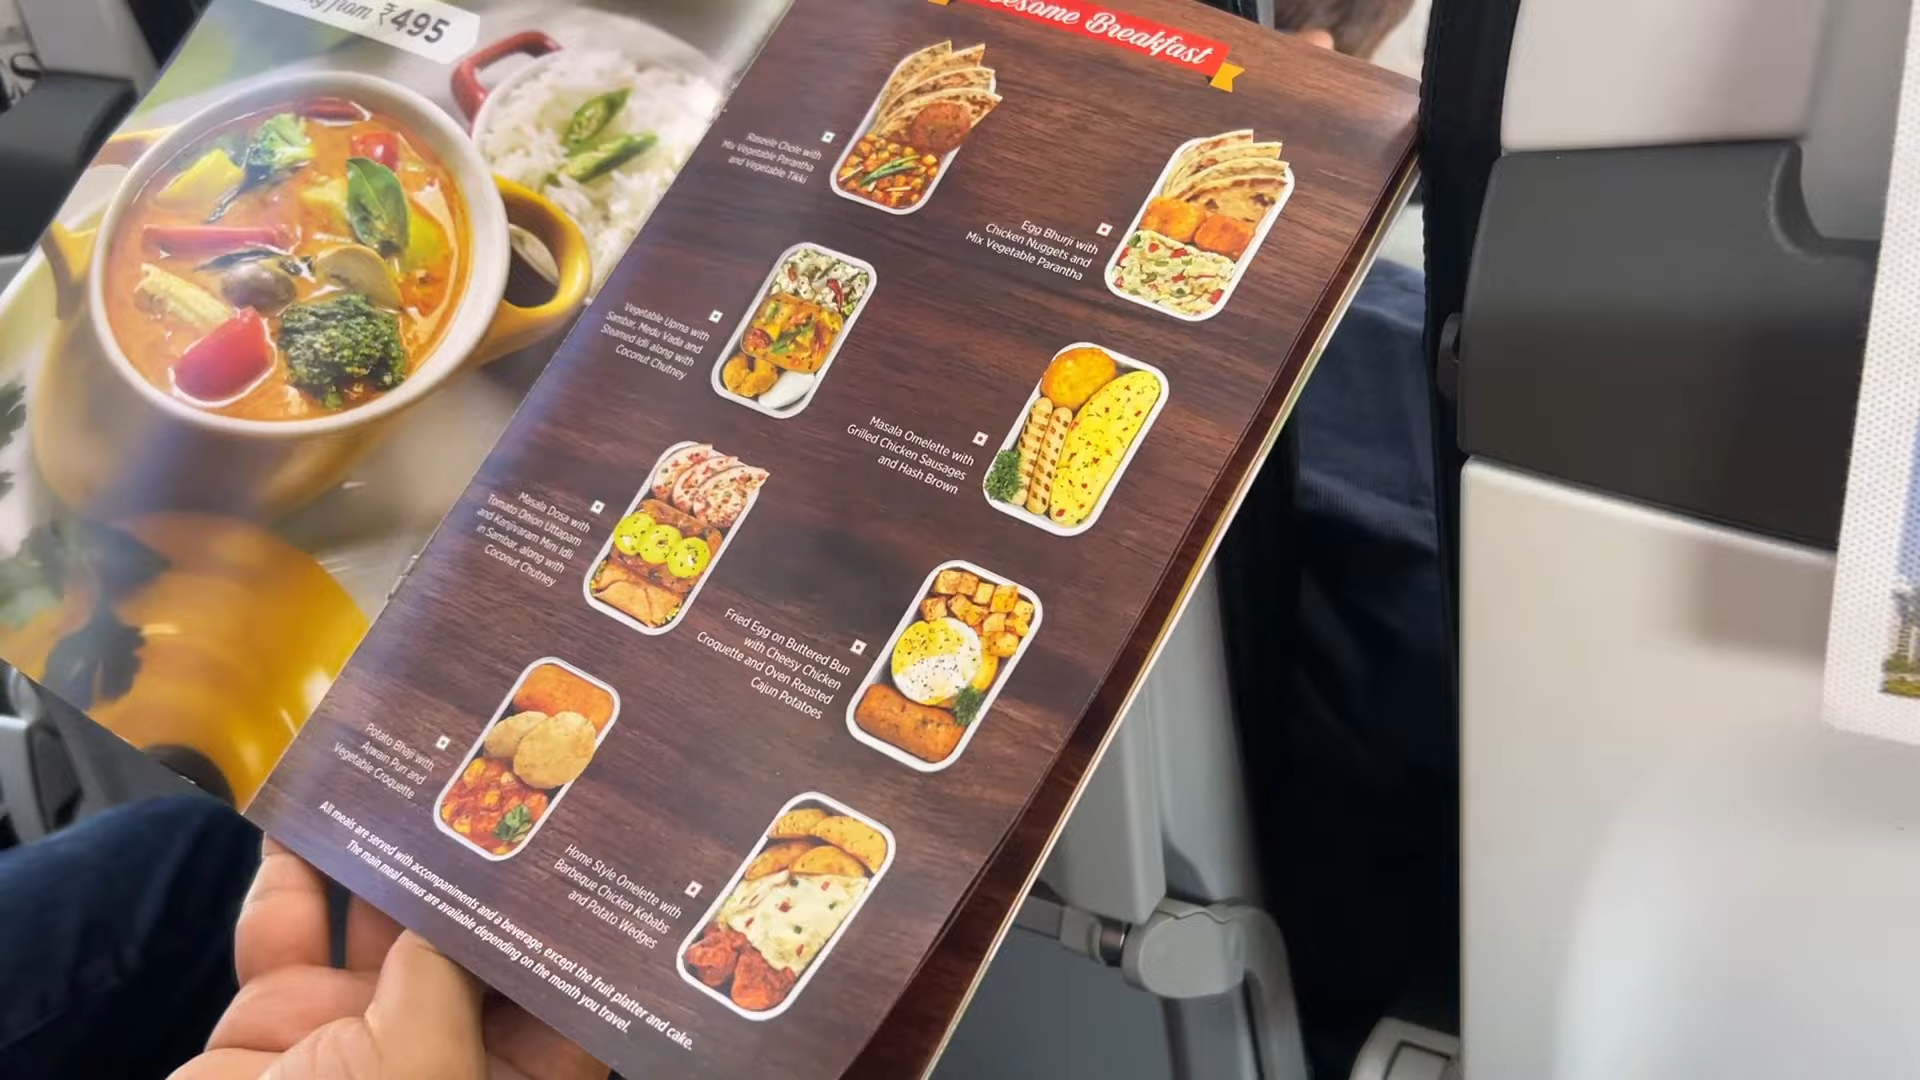 from ₹495
Breakfast
Raseele Chole with
Mix Vegetable Parantha
and Vegetable Tikki
Egg Bhurji with
Chicken Nuggets and
Mix Vegetable Parantha
Vegetable Upma with
Sambar, Medu Vada and
Steamed Idli along with
Coconut Chutney
Masala Omelette with
Grilled Chicken Sausages
and Hash Brown
Masala Dosa with
Tomato Onion Uttapam
and Kanjivaram Mini Idli
in Sambar, along with
Coconut Chutney
Fried Egg on Buttered Bun
with Cheesy Chicken
Croquette and Oven Roasted
Cajun Potatoes
Potato Bhaji with
Ajwain Puri and
Vegetable Croquette
Home Style Omelette with
Barbeque Chicken Kebabs
and Potato Wedges
All meals are served with accompaniments and a beverage, except the fruit platter and cake.
The main meal menus are available depending on the month you travel.